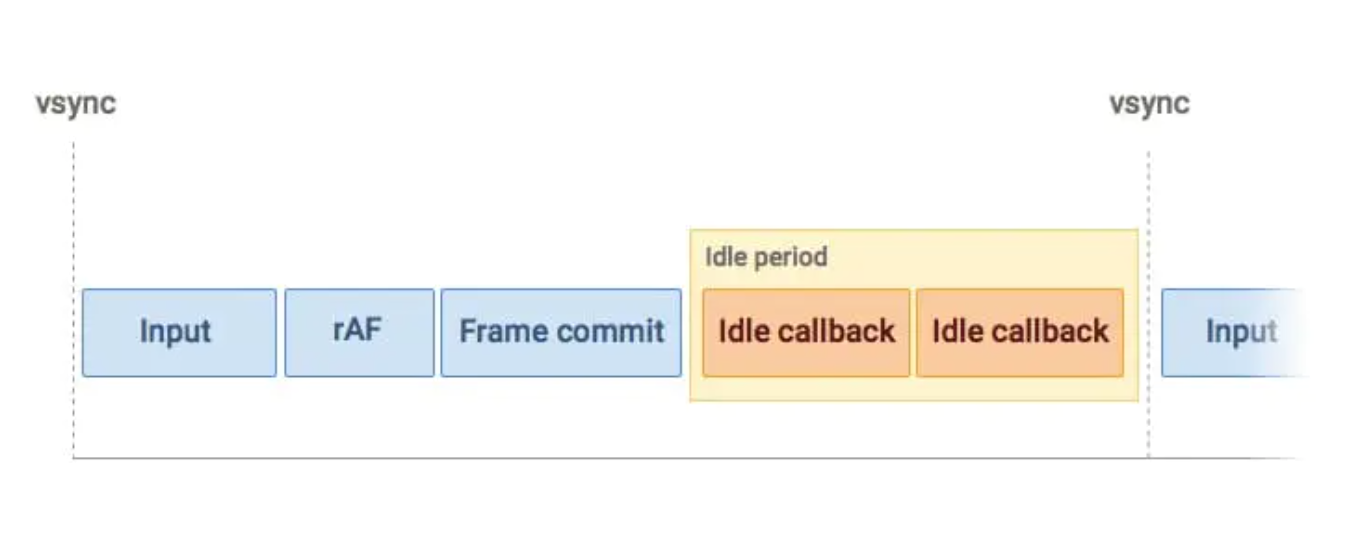 vsync
vsync
Idle period
Input
rAF
Frame commit
Idle callback
Idle callback
Input